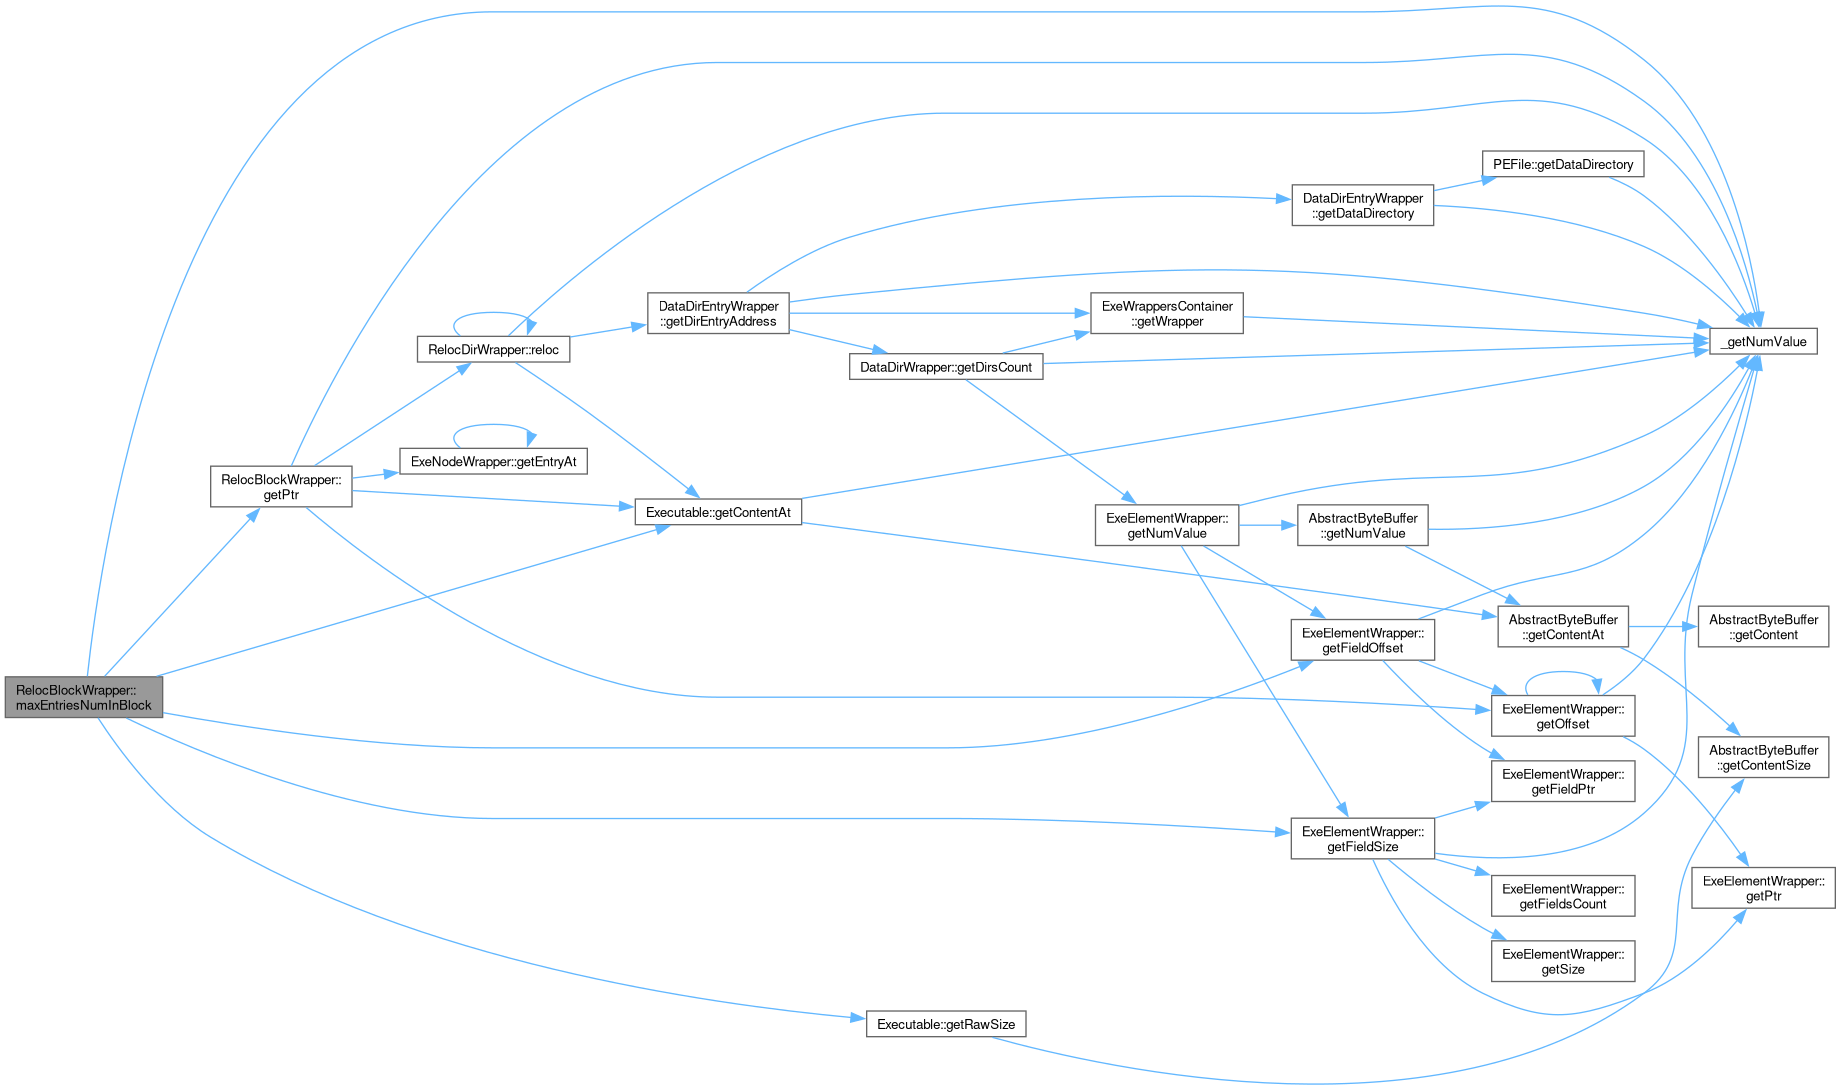 RelocBlockWrapper::
maxEntriesNumInBlock
RelocBlockWrapper::
getPtr
RelocDirWrapper::reloc
ExeNodeWrapper::getEntryAt
DataDirEntryWrapper
::getDirEntryAddress
Executable::getContentAt
DataDirWrapper::getDirsCount
Executable::getRawSize
ExeWrappersContainer
::getWrapper
ExeElementWrapper::
getNumValue
DataDirEntryWrapper
::getDataDirectory
AbstractByteBuffer
::getNumValue
ExeElementWrapper::
getFieldOffset
ExeElementWrapper::
getFieldSize
PEFile::getDataDirectory
AbstractByteBuffer
::getContentAt
ExeElementWrapper::
getOffset
ExeElementWrapper::
getFieldPtr
ExeElementWrapper::
getFieldsCount
ExeElementWrapper::
getSize
_getNumValue
AbstractByteBuffer
::getContent
AbstractByteBuffer
::getContentSize
ExeElementWrapper::
getPtr